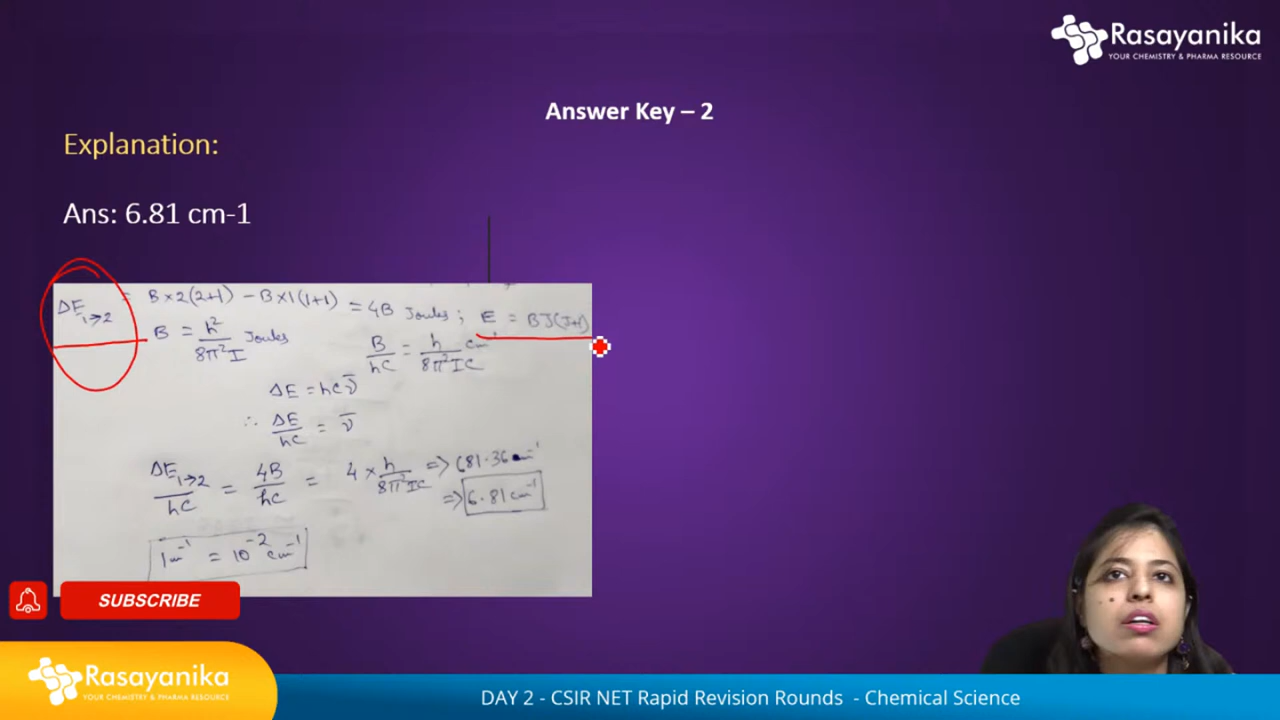 Rasayanika
YOUR CHEMISTRY & PHARMA RESOURCE
Answer Key – 2
Explanation:
Ans: 6.81 cm-1
ΔE1→2 = B×2(2+1) – B×1(1+1) = 4B Joules ; E = BJ(J+1)
B = h²/8π²I Joules
B/hc = h/8π²Ic cm⁻¹
ΔE = hcν̄
∴ ΔE/hc = ν̄
ΔE1→2/hc = 4B/hc = 4 × h/8π²Ic => 681.36 m⁻¹
=> 6.81 cm⁻¹
1m⁻¹ = 10⁻² cm⁻¹
SUBSCRIBE
Rasayanika
YOUR CHEMISTRY & PHARMA RESOURCE
DAY 2 - CSIR NET Rapid Revision Rounds - Chemical Science